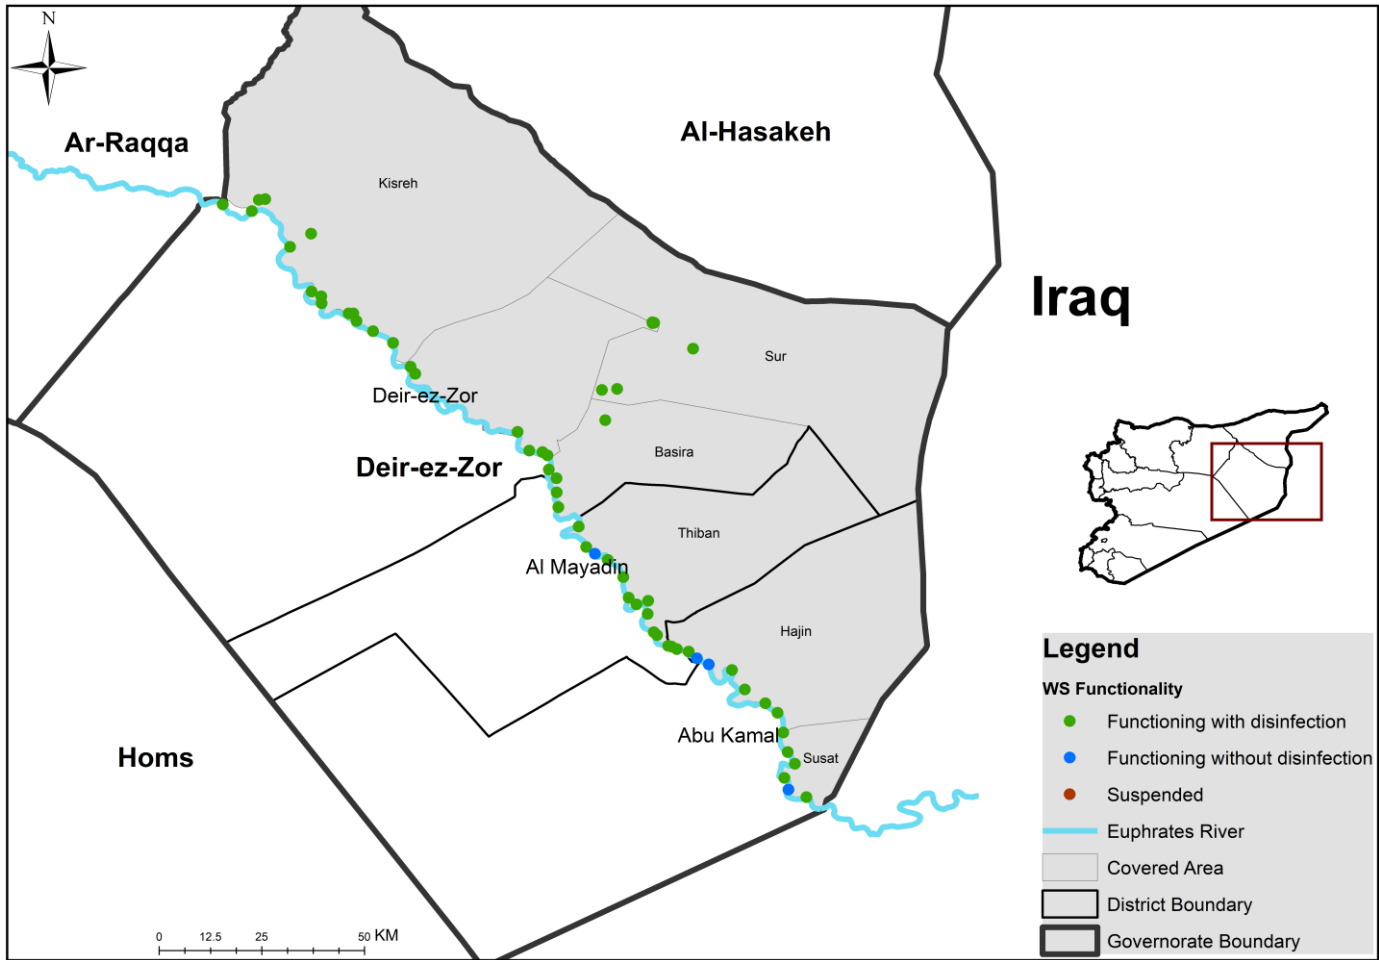 N
Ar-Raqqa
Al-Hasakeh
Kisreh
Iraq
Sur
Deir-ez-Zor
Basira
Deir-ez-Zor
Thiban
Al Mayadin
Hajin
Abu Kamal
Susat
Homs
0 12.5 25 50 KM
Legend
WS Functionality
Functioning with disinfection
Functioning without disinfection
Suspended
Euphrates River
Covered Area
District Boundary
Governorate Boundary